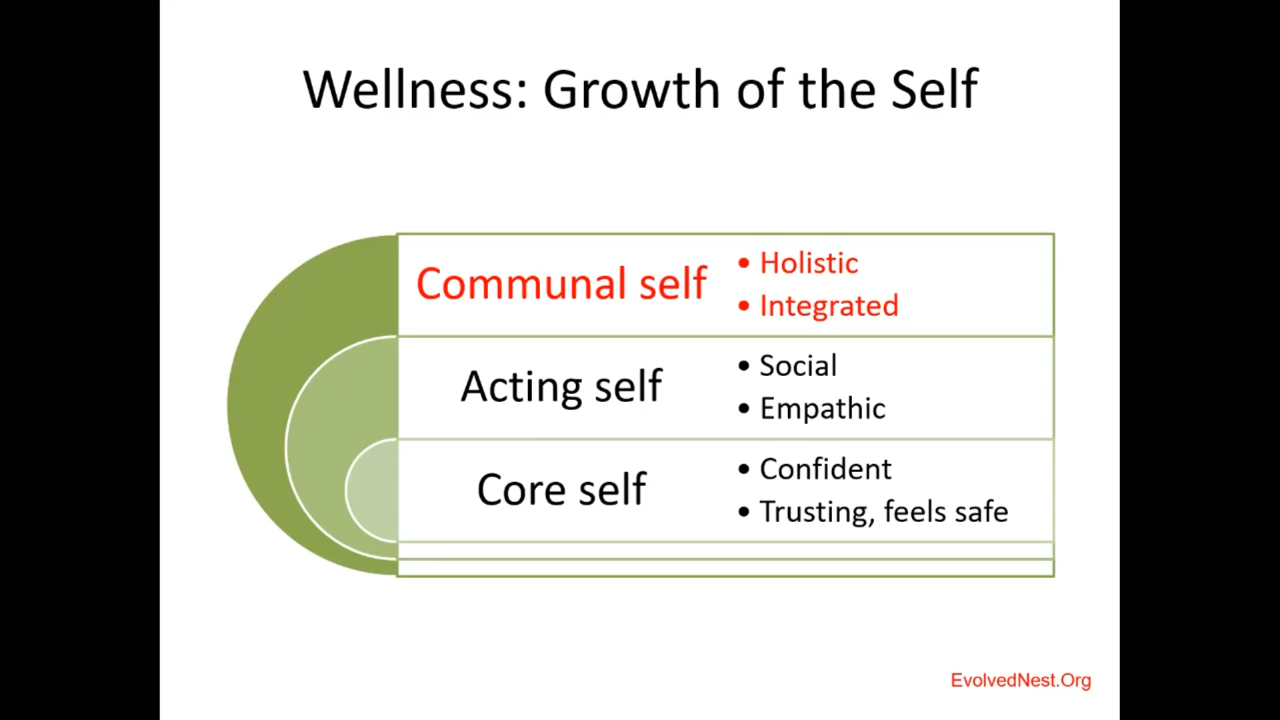 Wellness: Growth of the Self
Communal self
• Holistic
• Integrated
Acting self
• Social
• Empathic
Core self
• Confident
• Trusting, feels safe
EvolvedNest.Org